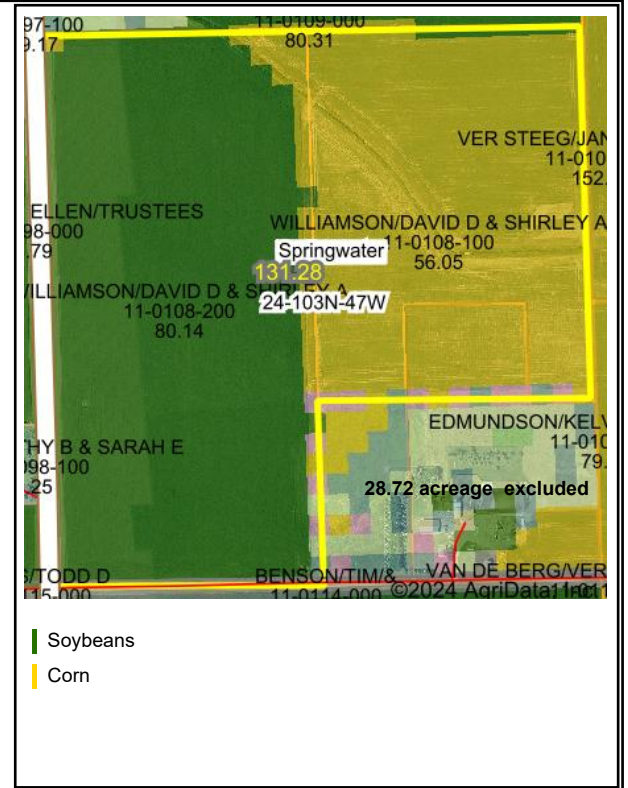 97-100
9.17
11-0109-000
80.31
VER STEEG/JAN
11-010
152.
ELLEN/TRUSTEES
98-000
.79
WILLIAMSON/DAVID D & SHIRLEY A
11-0108-100
56.05
Springwater
131.28
24-103N-47W
/ILLIAMSON/DAVID D & SHIRLEY A
11-0108-200
80.14
EDMUNDSON/KELV
11-010
79.
HY B & SARAH E
098-100
.25
28.72 acreage excluded
S/TODD D
115-000
BENSON/TIM/&
11-0114-000
VAN DE BERG/VER
©2024 AgriData, Inc.
Soybeans
Corn